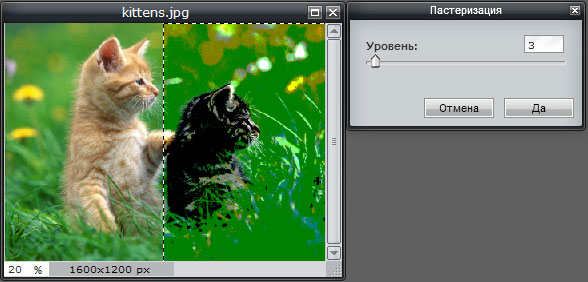 kittens.jpg
20 %
1600x1200 px
Пастеризация
Уровень:
3
Отмена
Да